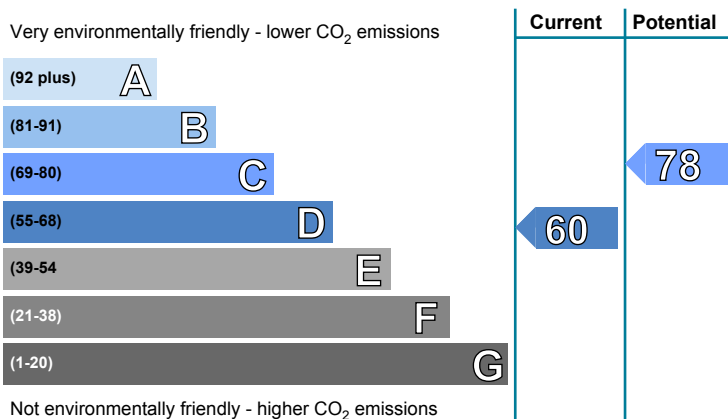 Current Potential
Very environmentally friendly - lower CO2 emissions
(92 plus) A
(81-91) B
(69-80) C
78
(55-68) D
60
(39-54 E
(21-38) F
(1-20) G
Not environmentally friendly - higher CO2 emissions